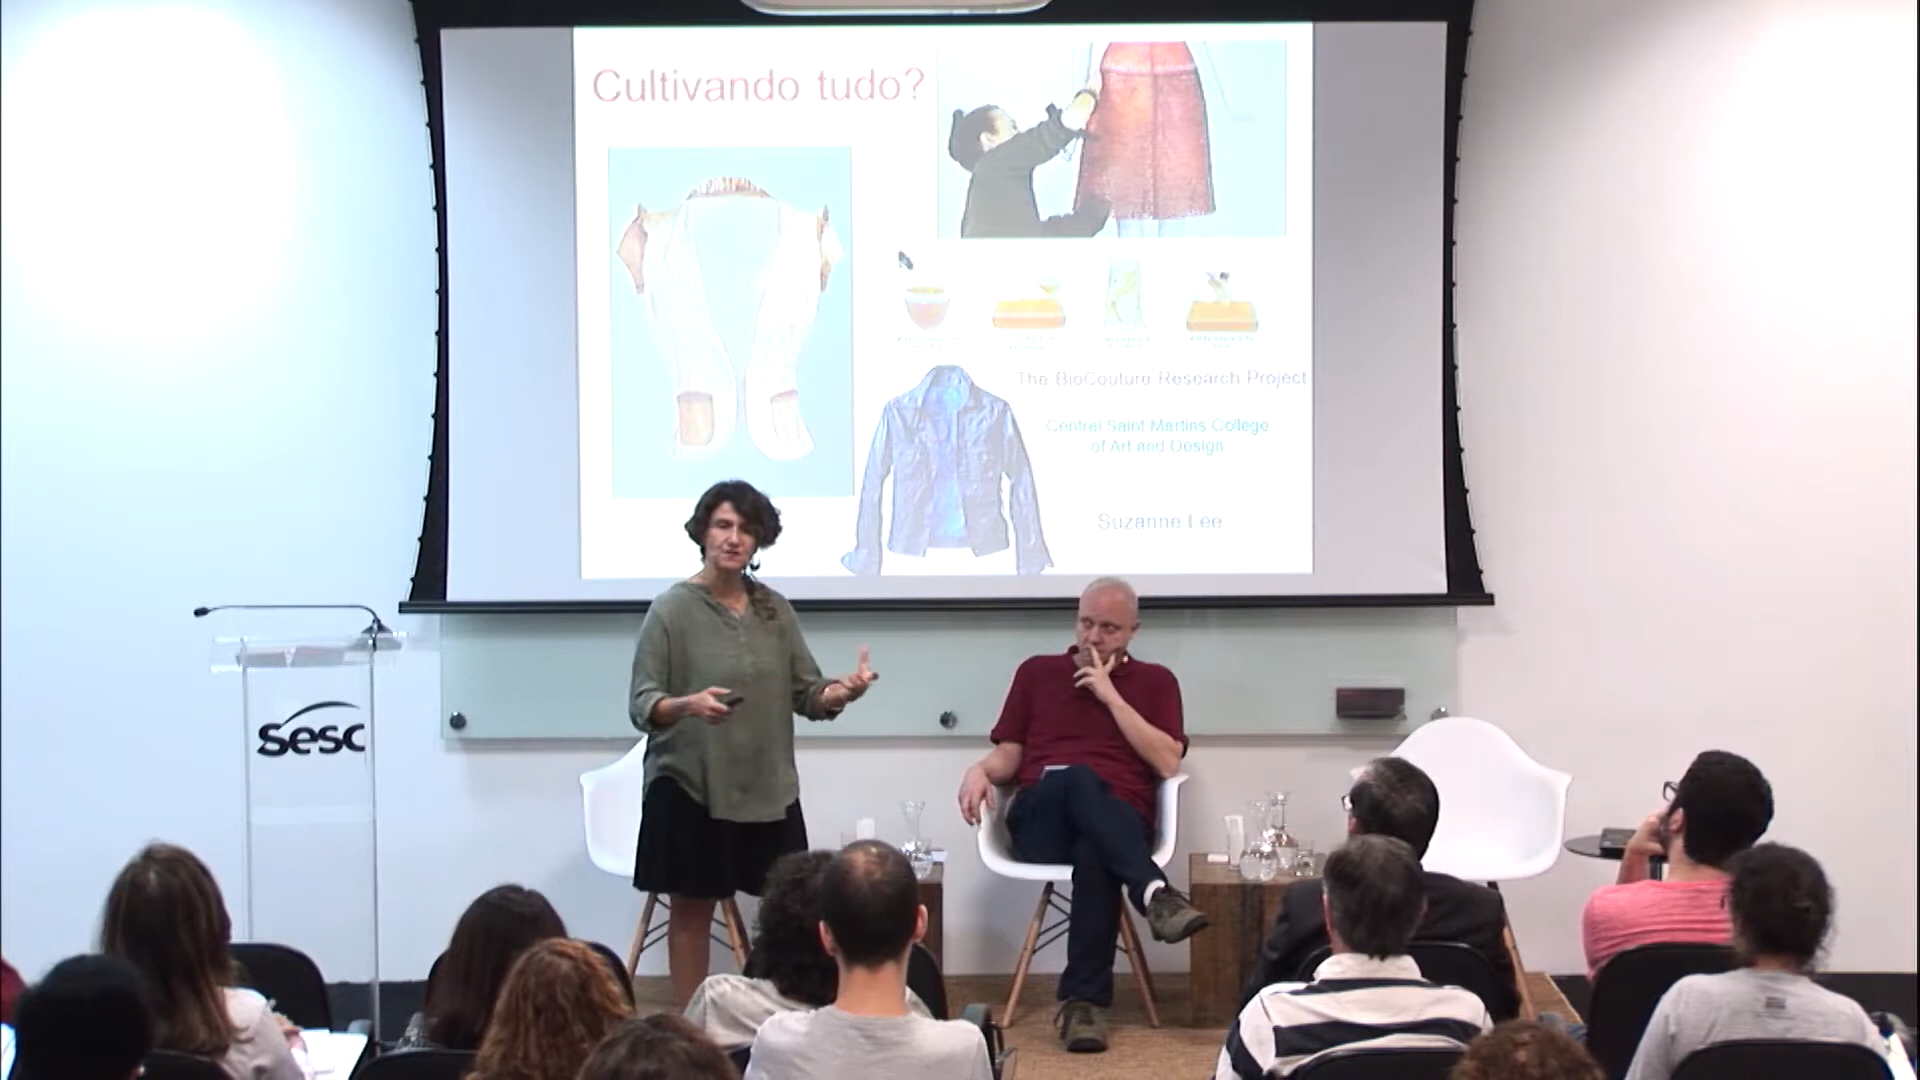 Cultivando tudo?
The BioCouture Research Project
Central Saint Martins College
of Art and Design
Suzanne Lee
sesc